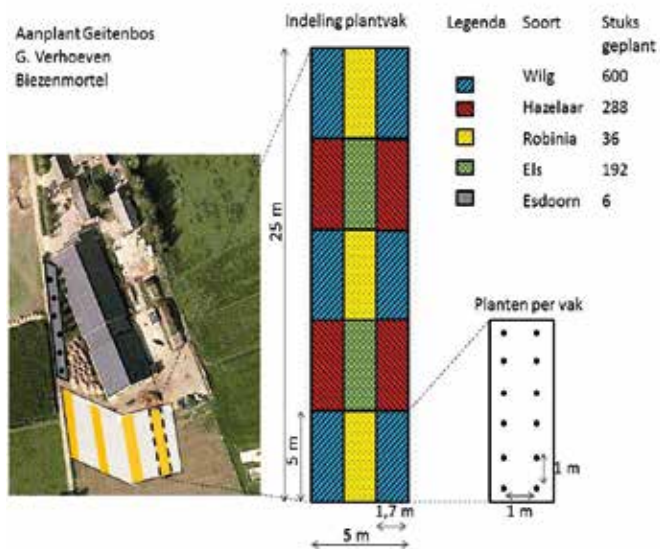 Aanplant Geitenbos
G. Verhoeven
Biezenmortel
Indeling plantvak
Legenda Soort Stuks geplant
Wilg 600
Hazelaar 288
Robinia 36
Els 192
Esdoorn 6
25 m
5 m
1,7 m
5 m
Planten per vak
1 m
1 m